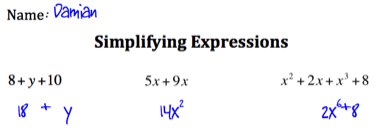 Name: Damian
Simplifying Expressions
8 + y + 10 5x + 9x x² + 2x + x³ + 8
18 + y 14x² 2x⁶+8